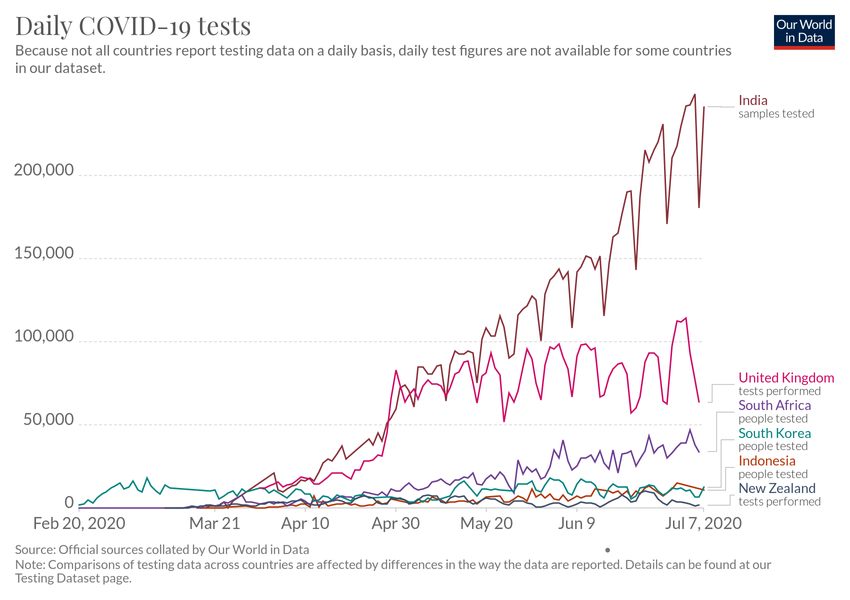 Daily COVID-19 tests
Our World
in Data
Because not all countries report testing data on a daily basis, daily test figures are not available for some countries
in our dataset.
India
samples tested
200,000
150,000
100,000
50,000
0
United Kingdom
tests performed
South Africa
people tested
South Korea
people tested
Indonesia
people tested
New Zealand
tests performed
Feb 20, 2020
Mar 21
Apr 10
Apr 30
May 20
Jun 9
Jul 7, 2020
Source: Official sources collated by Our World in Data
Note: Comparisons of testing data across countries are affected by differences in the way the data are reported. Details can be found at our
Testing Dataset page.